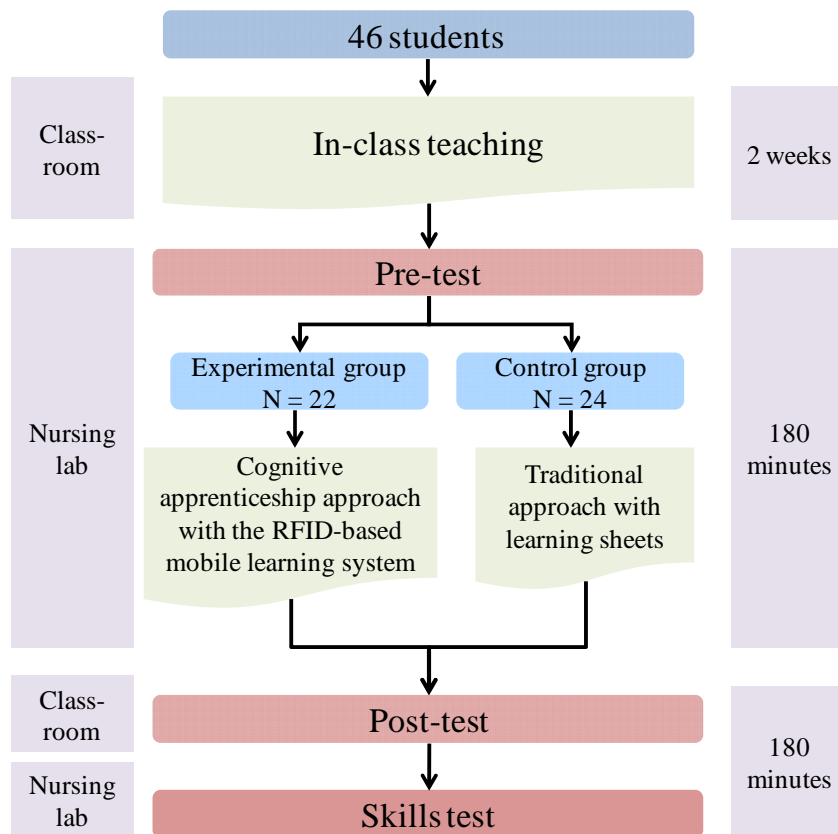 46 students
Class-
room
In-class teaching
2 weeks
Pre-test
Experimental group
N = 22
Control group
N = 24
Nursing
lab
Cognitive
apprenticeship approach
with the RFID-based
mobile learning system
Traditional
approach with
learning sheets
180
minutes
Class-
room
Post-test
180
minutes
Nursing
lab
Skills test